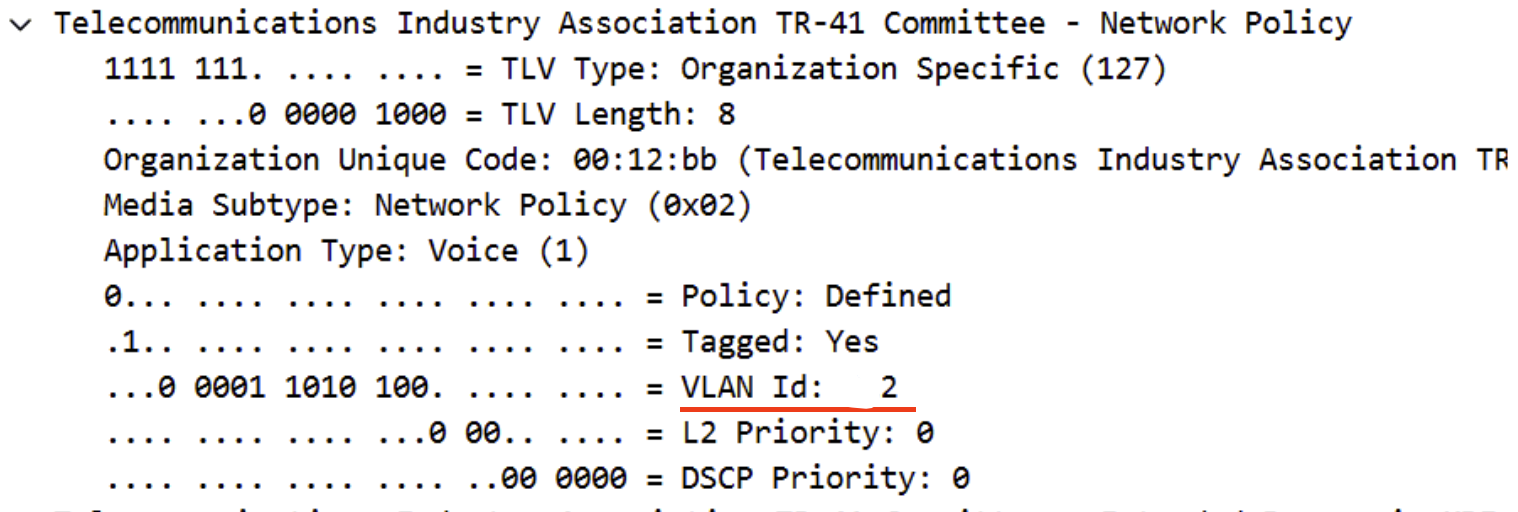 Telecommunications Industry Association TR-41 Committee - Network Policy
1111 111. .... .... = TLV Type: Organization Specific (127)
.... ...0 0000 1000 = TLV Length: 8
Organization Unique Code: 00:12:bb (Telecommunications Industry Association TR
Media Subtype: Network Policy (0x02)
Application Type: Voice (1)
0... .... .... .... .... .... = Policy: Defined
.1.. .... .... .... .... .... = Tagged: Yes
...0 0001 1010 100. .... .... = VLAN Id: 2
.... .... .... ...0 00.. .... = L2 Priority: 0
.... .... .... .... ..00 0000 = DSCP Priority: 0